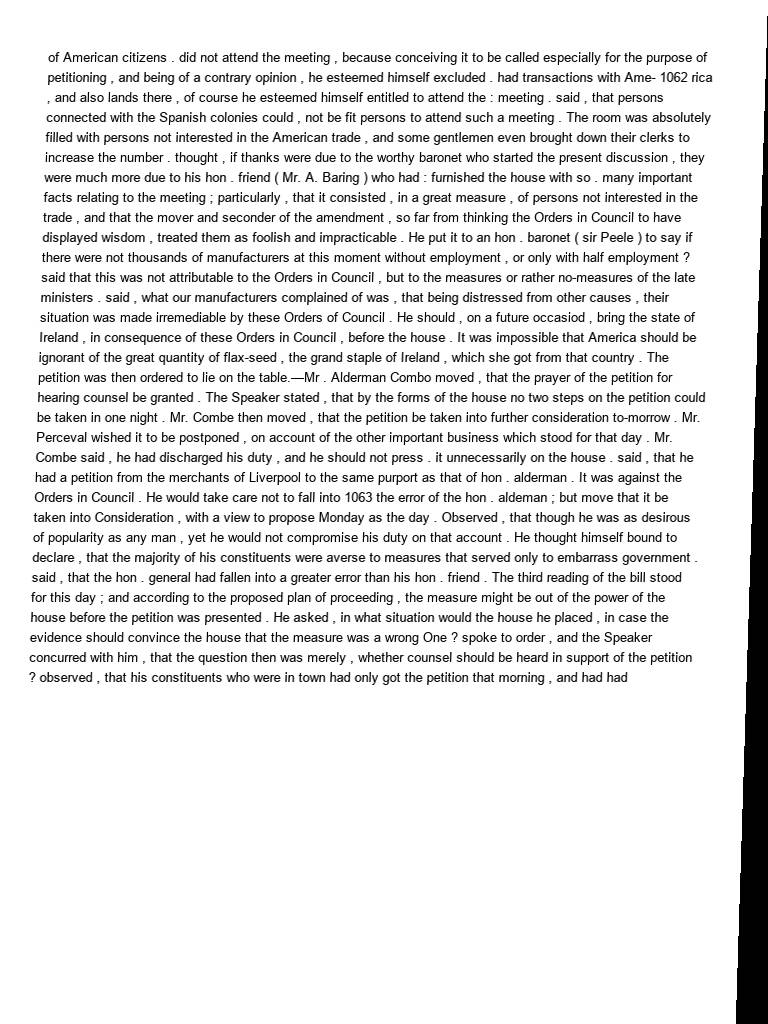 of American citizens . did not attend the meeting , because conceiving it to be called especially for the purpose of
petitioning , and being of a contrary opinion , he esteemed himself excluded . had transactions with Ame- 1062 rica
, and also lands there , of course he esteemed himself entitled to attend the : meeting . said , that persons
connected with the Spanish colonies could , not be fit persons to attend such a meeting . The room was absolutely
filled with persons not interested in the American trade , and some gentlemen even brought down their clerks to
increase the number . thought , if thanks were due to the worthy baronet who started the present discussion , they
were much more due to his hon . friend ( Mr. A. Baring ) who had : furnished the house with so . many important
facts relating to the meeting ; particularly , that it consisted , in a great measure , of persons not interested in the
trade , and that the mover and seconder of the amendment , so far from thinking the Orders in Council to have
displayed wisdom , treated them as foolish and impracticable . He put it to an hon . baronet ( sir Peele ) to say if
there were not thousands of manufacturers at this moment without employment , or only with half employment ?
said that this was not attributable to the Orders in Council , but to the measures or rather no-measures of the late
ministers . said , what our manufacturers complained of was , that being distressed from other causes , their
situation was made irremediable by these Orders of Council . He should , on a future occasiod , bring the state of
Ireland , in consequence of these Orders in Council , before the house . It was impossible that America should be
ignorant of the great quantity of flax-seed , the grand staple of Ireland , which she got from that country . The
petition was then ordered to lie on the table.—Mr . Alderman Combo moved , that the prayer of the petition for
hearing counsel be granted . The Speaker stated , that by the forms of the house no two steps on the petition could
be taken in one night . Mr. Combe then moved , that the petition be taken into further consideration to-morrow . Mr.
Perceval wished it to be postponed , on account of the other important business which stood for that day . Mr.
Combe said , he had discharged his duty , and he should not press . it unnecessarily on the house . said , that he
had a petition from the merchants of Liverpool to the same purport as that of hon . alderman . It was against the
Orders in Council . He would take care not to fall into 1063 the error of the hon . aldeman ; but move that it be
taken into Consideration , with a view to propose Monday as the day . Observed , that though he was as desirous
of popularity as any man , yet he would not compromise his duty on that account . He thought himself bound to
declare , that the majority of his constituents were averse to measures that served only to embarrass government .
said , that the hon . general had fallen into a greater error than his hon . friend . The third reading of the bill stood
for this day ; and according to the proposed plan of proceeding , the measure might be out of the power of the
house before the petition was presented . He asked , in what situation would the house he placed , in case the
evidence should convince the house that the measure was a wrong One ? spoke to order , and the Speaker
concurred with him , that the question then was merely , whether counsel should be heard in support of the petition
? observed , that his constituents who were in town had only got the petition that morning , and had had